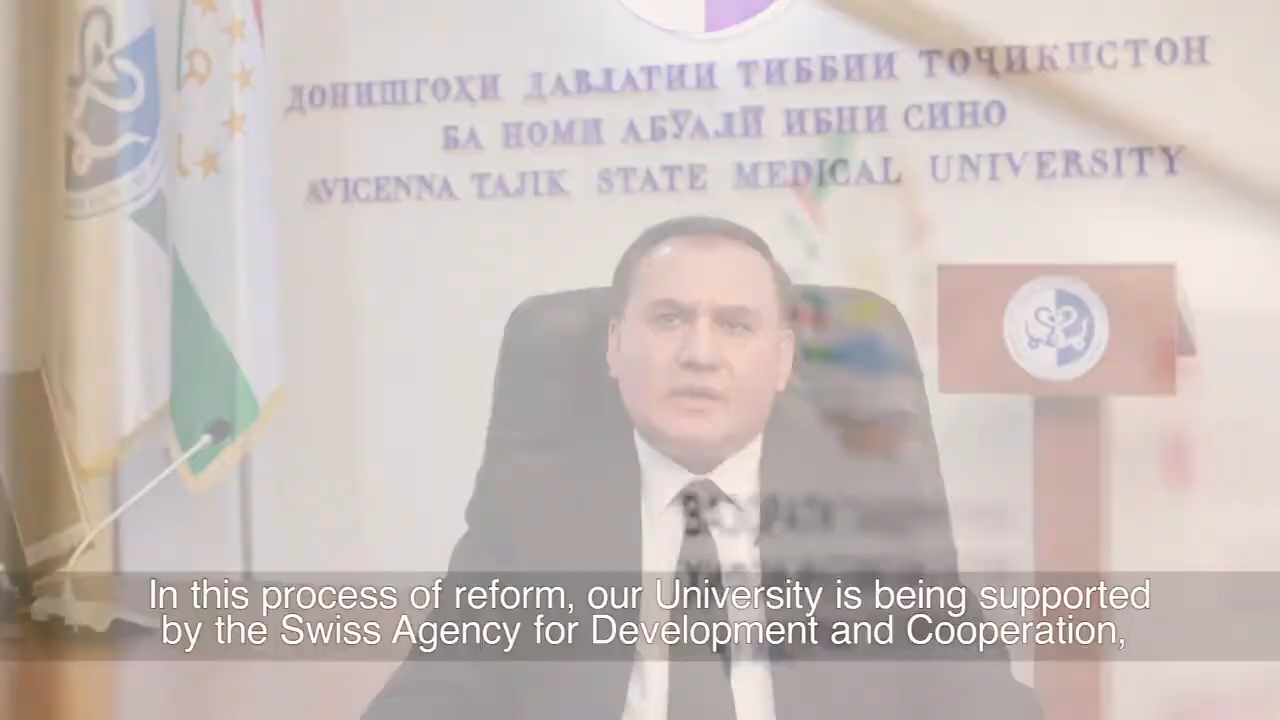 ДОНИШГОҲИ ДАВЛАТИИ ТИББИИ ТОҶИКИСТОН
БА НОМИ АБӮАЛӢ ИБНИ СИНО
AVICENNA TAJIK STATE MEDICAL UNIVERSITY
In this process of reform, our University is being supported
by the Swiss Agency for Development and Cooperation,